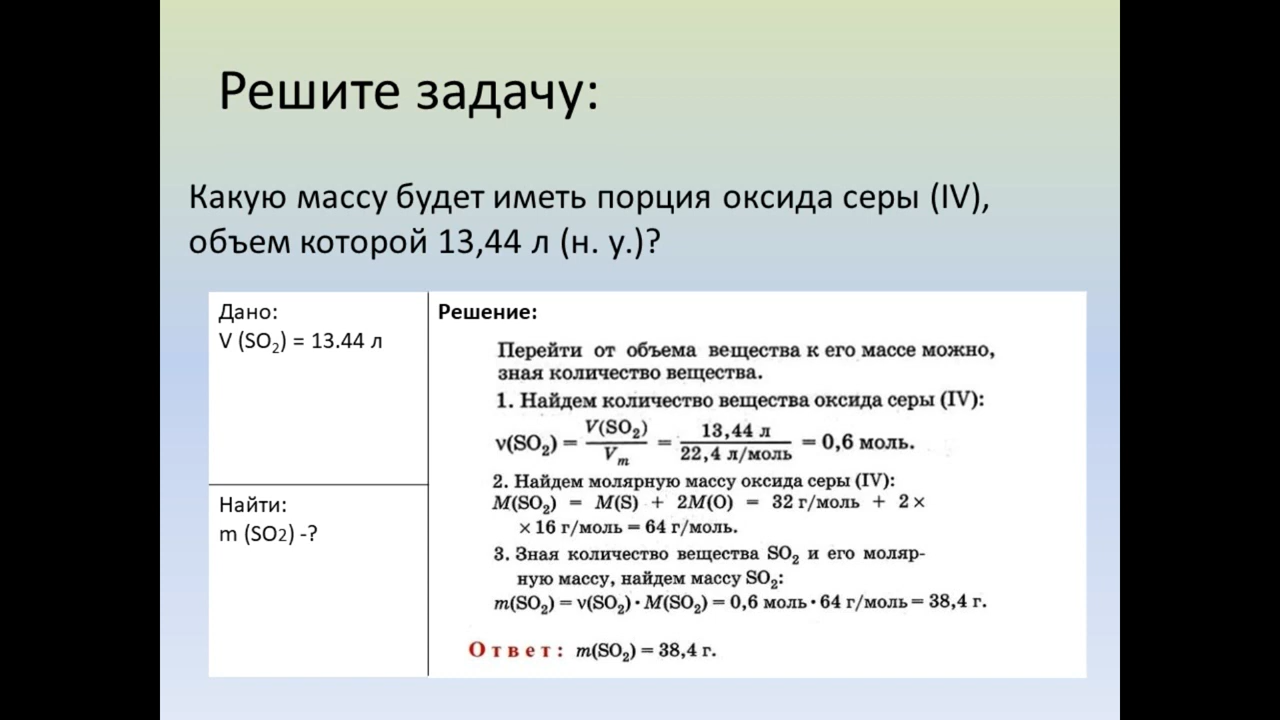 Решите задачу:
Какую массу будет иметь порция оксида серы (IV),
объем которой 13,44 л (н. у.)?
Дано:
V (SO₂) = 13.44 л
Найти:
m (SO2) -?
Решение:
Перейти от объема вещества к его массе можно,
зная количество вещества.
1. Найдем количество вещества оксида серы (IV):
ν(SO₂) = V(SO₂) / Vₘ = 13,44 л / 22,4 л/моль = 0,6 моль.
2. Найдем молярную массу оксида серы (IV):
M(SO₂) = M(S) + 2M(O) = 32 г/моль + 2 ×
× 16 г/моль = 64 г/моль.
3. Зная количество вещества SO₂ и его моляр-
ную массу, найдем массу SO₂:
m(SO₂) = ν(SO₂) · M(SO₂) = 0,6 моль · 64 г/моль = 38,4 г.
Ответ: m(SO₂) = 38,4 г.